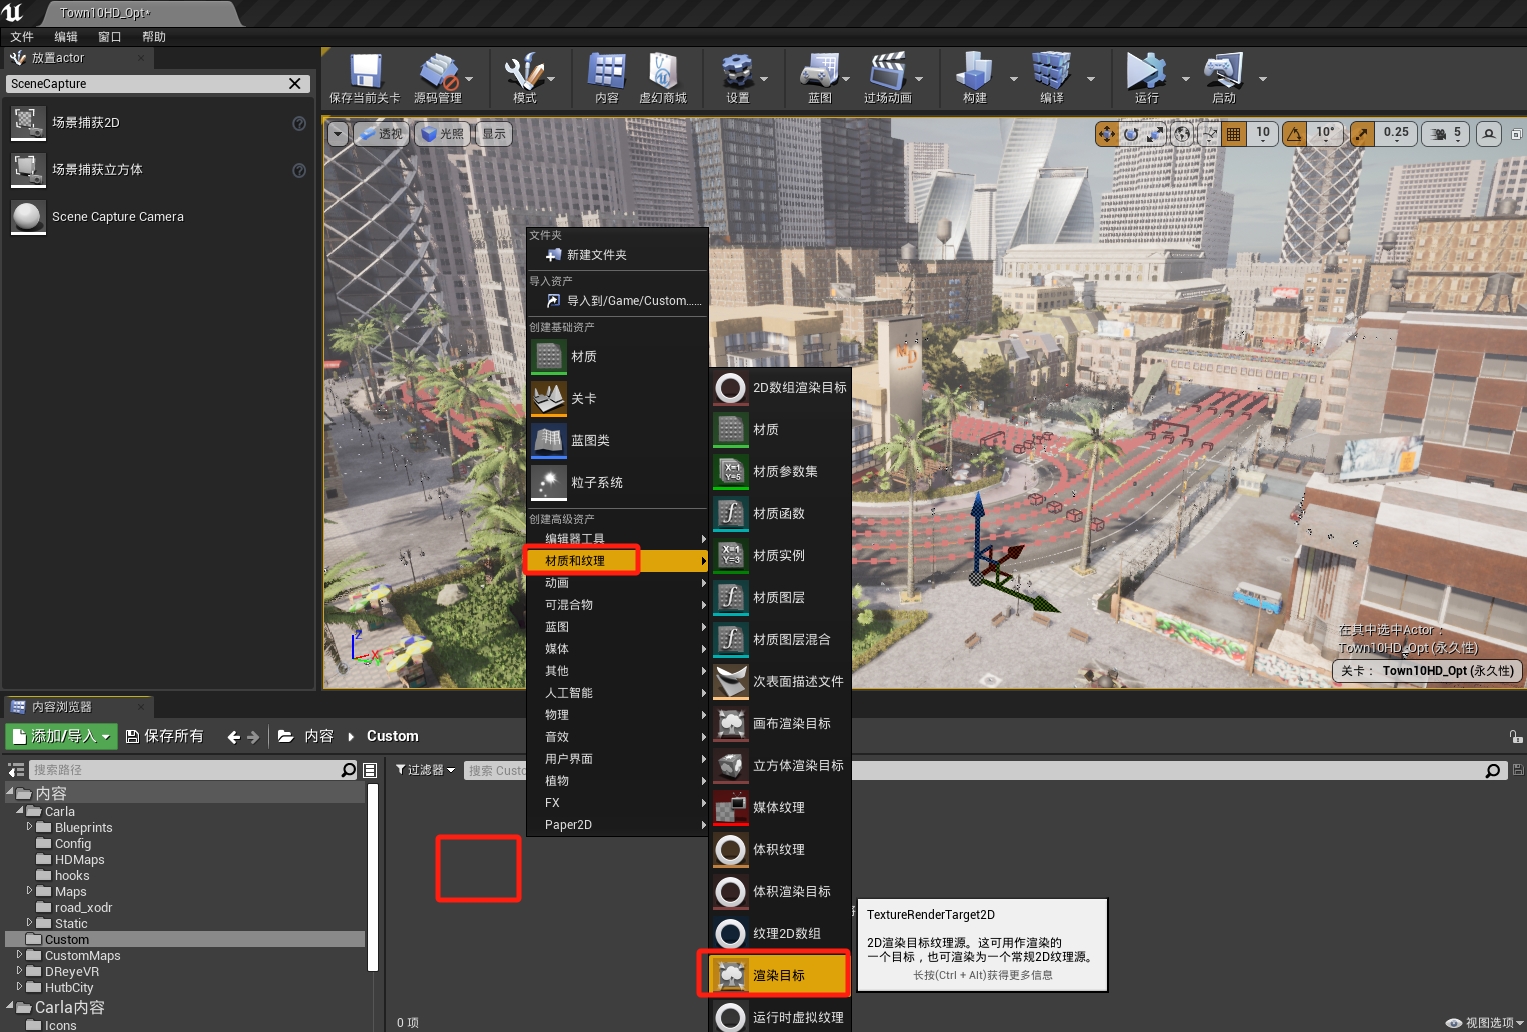 Town10HD_Opt•
文件 编辑 窗口 帮助
放置actor
SceneCapture
场景捕获2D
场景捕获立方体
Scene Capture Camera
保存当前关卡 源码管理 模式 内容 虚幻商城 设置 蓝图 过场动画 构建 编译 运行 启动
透视 光照 显示
10 10° 0.25 5
文件夹
新建文件夹
导入资产
导入到/Game/Custom......
创建基础资产
材质
关卡
蓝图类
粒子系统
创建高级资产
编辑器工具
材质和纹理
动画
可混合物
蓝图
媒体
其他
人工智能
物理
音效
用户界面
植物
FX
Paper2D
2D数组渲染目标
材质
材质参数集
材质函数
材质实例
材质图层
材质图层混合
次表面描述文件
画布渲染目标
立方体渲染目标
媒体纹理
体积纹理
体积渲染目标
纹理2D数组
渲染目标
运行时虚拟纹理
TextureRenderTarget2D
2D渲染目标纹理源。这可用作渲染的
一个目标，也可渲染为一个常规2D纹理源。
长按(Ctrl + Alt)获得更多信息
在其中选中Actor：
Town10HD_Opt (永久性)
关卡： Town10HD_Opt (永久性)
Z
X
内容浏览器
添加/导入 保存所有 内容 Custom
搜索路径
过滤器 搜索 Custo
内容
Carla
Blueprints
Config
HDMaps
hooks
Maps
road_xodr
Static
Custom
CustomMaps
DReyeVR
HutbCity
Carla内容
Icons
0 项
视图选项